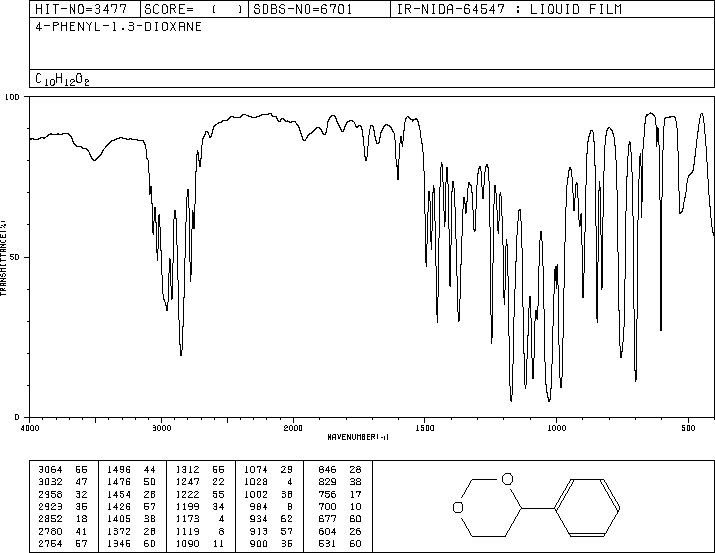 HIT-NO=3477 SCORE= ( ) SDBS-NO=6701 IR-NIDA-64547 : LIQUID FILM
4-PHENYL-1,3-DIOXANE
C10H12O2
100
50
0
TRANSMITTANCE(%)
4000 3000 2000 1500 1000 500
WAVENUMBER(-1)
3064 55 1496 44 1312 55 1074 29 846 28
3032 47 1476 50 1247 22 1028 4 829 38
2958 32 1454 28 1222 55 1002 38 756 17
2923 35 1426 57 1199 34 984 8 700 10
2852 18 1405 38 1173 4 934 62 677 60
2780 41 1372 28 1119 8 913 57 604 26
2764 57 1346 60 1090 11 900 35 531 60
O
O